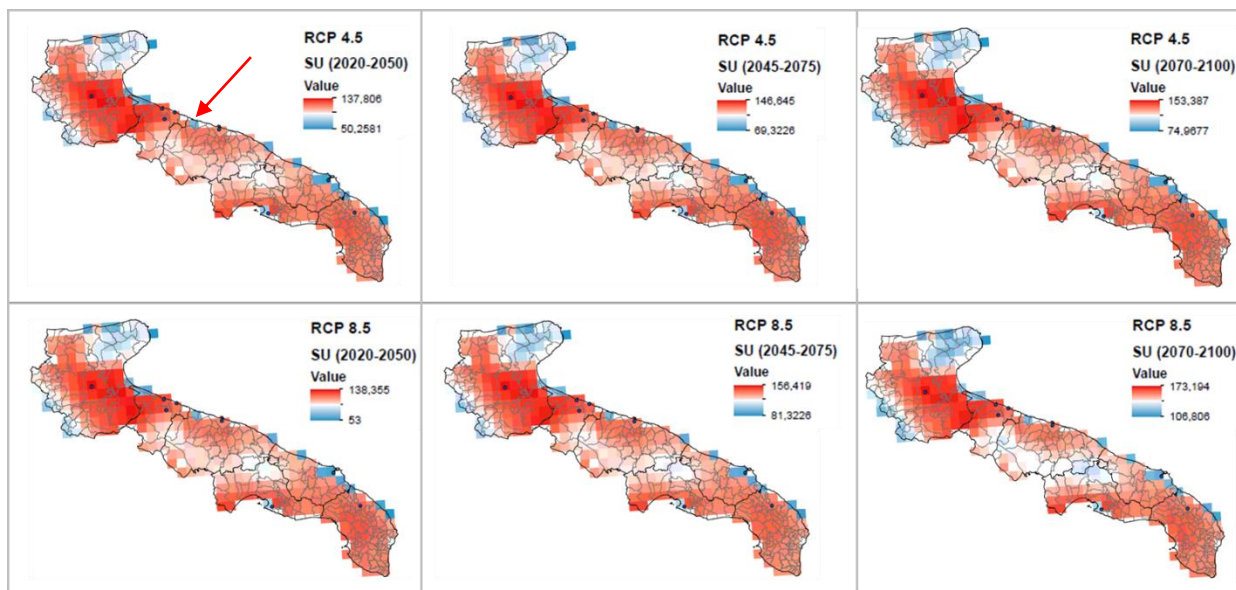 RCP 4.5
SU (2020-2050)
Value
137,806
50,2581
RCP 4.5
SU (2045-2075)
Value
146,645
69,3226
RCP 4.5
SU (2070-2100)
Value
153,387
74,9677
RCP 8.5
SU (2020-2050)
Value
138,355
53
RCP 8.5
SU (2045-2075)
Value
156,419
81,3226
RCP 8.5
SU (2070-2100)
Value
173,194
106,806